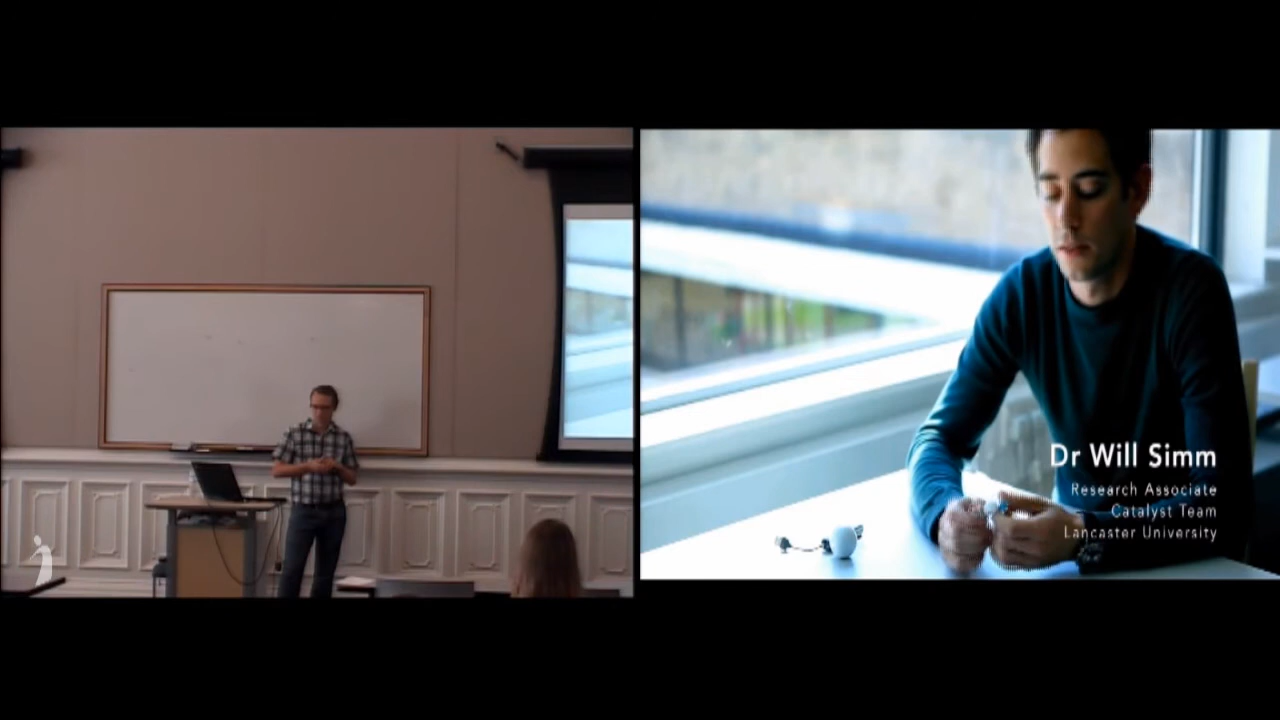 Dr Will Simm
Research Associate
Catalyst Team
Lancaster University